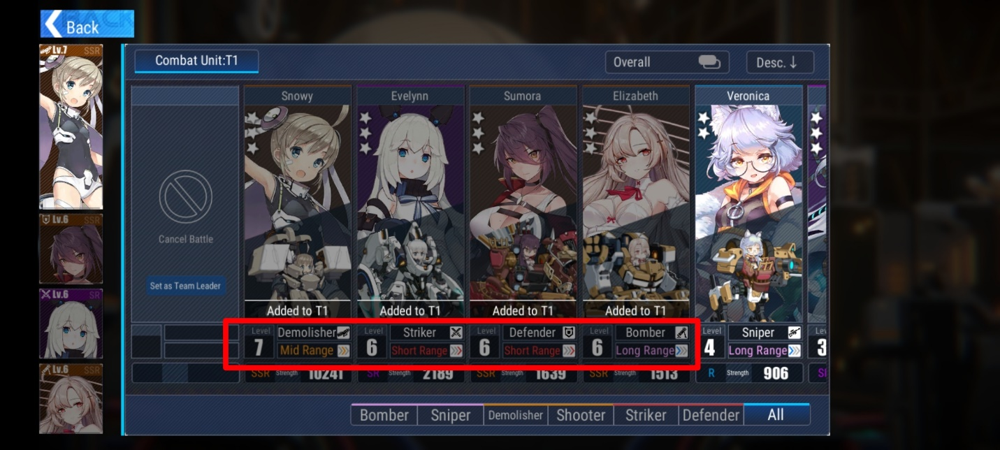 Back
Lv.7 SSR
Lv.6 SSR
Lv.6 SR
Lv.6 SSR
Combat Unit:T1
Overall
Desc.↓
Cancel Battle
Set as Team Leader
Snowy
Added to T1
Level 7
Demolisher
Mid Range
SSR Strength 10241
Evelynn
Added to T1
Level 6
Striker
Short Range
SR Strength 2189
Sumora
Added to T1
Level 6
Defender
Short Range
SSR Strength 1639
Elizabeth
Added to T1
Level 6
Bomber
Long Range
SSR Strength 1513
Veronica
Level 4
Sniper
Long Range
R Strength 906
3
Bomber Sniper Demolisher Shooter Striker Defender All